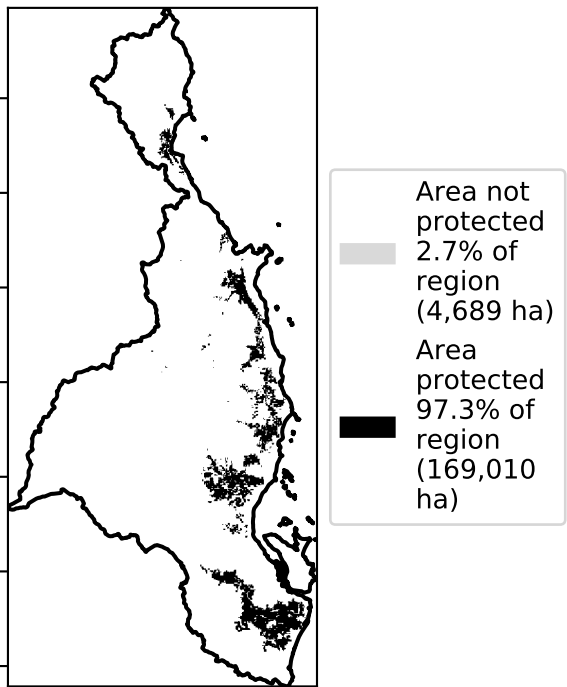 Area not
protected
2.7% of
region
(4,689 ha)
Area
protected
97.3% of
region
(169,010
ha)